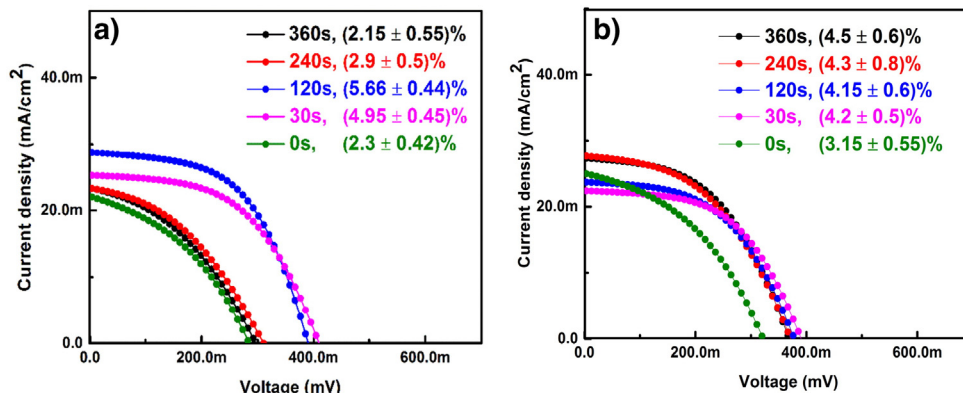 a)
360s, (2.15 ± 0.55)%
240s, (2.9 ± 0.5)%
120s, (5.66 ± 0.44)%
30s, (4.95 ± 0.45)%
0s, (2.3 ± 0.42)%
Current density (mA/cm²)
40.0m
20.0m
0.0
0.0 200.0m 400.0m 600.0m
Voltage (mV)
b)
360s, (4.5 ± 0.6)%
240s, (4.3 ± 0.8)%
120s, (4.15 ± 0.6)%
30s, (4.2 ± 0.5)%
0s, (3.15 ± 0.55)%
Current density (mA/cm²)
40.0m
20.0m
0.0
0.0 200.0m 400.0m 600.0m
Voltage (mV)